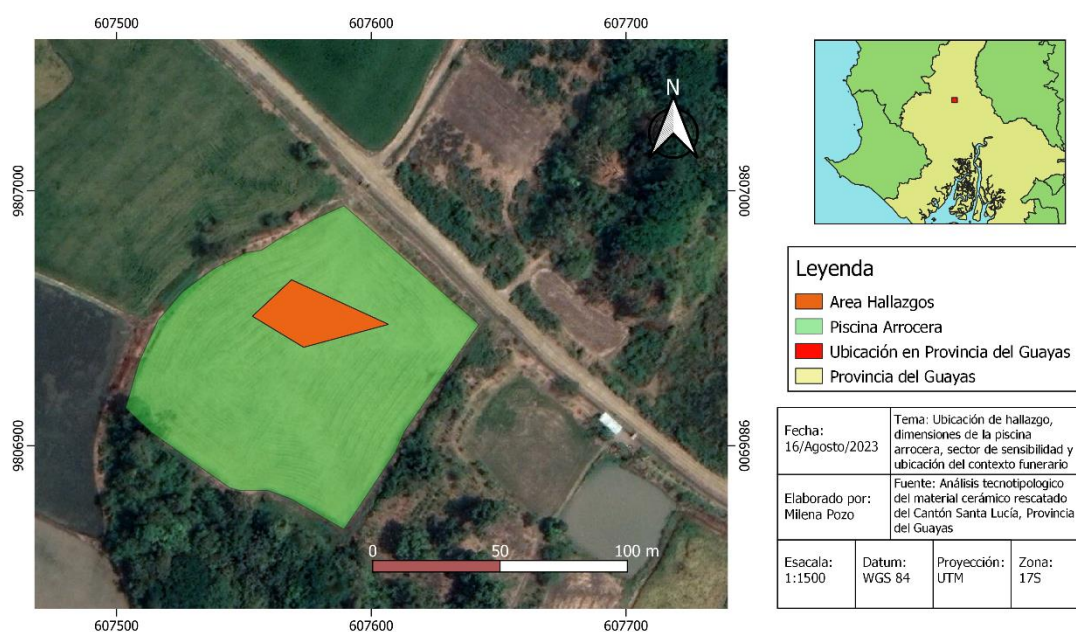 607500
607600
607700
9807000
9807000
N
9806900
9806900
0
50
100 m
607500
607600
607700
Leyenda
Area Hallazgos
Piscina Arrocera
Ubicación en Provincia del Guayas
Provincia del Guayas
Fecha:
16/Agosto/2023
Tema: Ubicación de hallazgo,
dimensiones de la piscina
arrocera, sector de sensibilidad y
ubicación del contexto funerario
Elaborado por:
Milena Pozo
Fuente: Análisis tecnotipologico
del material cerámico rescatado
del Cantón Santa Lucía, Provincia
del Guayas
Esacala:
1:1500
Datum:
WGS 84
Proyección:
UTM
Zona:
17S